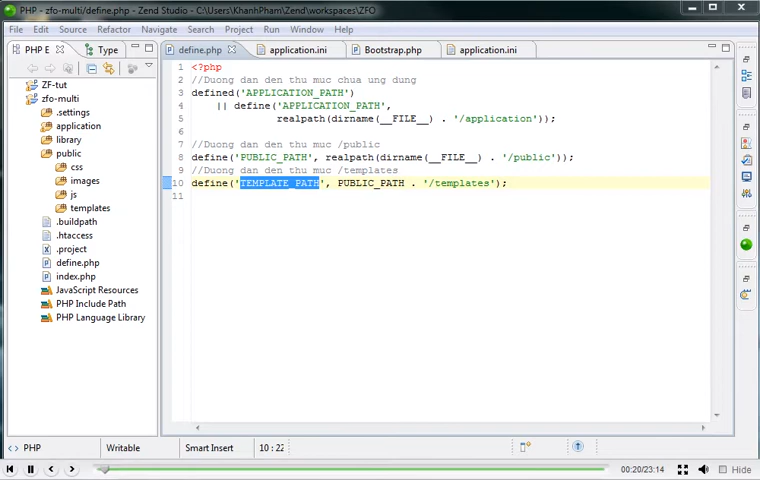 PHP - zfo-multi/define.php - Zend Studio - C:\Users\KhanhPham\Zend\workspaces\ZFO
File Edit Source Refactor Navigate Search Project Run Window Help
PHP E Type
define.php application.ini Bootstrap.php application.ini
ZF-tut
zfo-multi
.settings
application
library
public
css
images
js
templates
.buildpath
.htaccess
.project
define.php
index.php
JavaScript Resources
PHP Include Path
PHP Language Library
1 <?php
2 //Duong dan den thu muc chua ung dung
3 defined('APPLICATION_PATH')
4 || define('APPLICATION_PATH',
5 realpath(dirname(__FILE__) . '/application'));
6
7 //Duong dan den thu muc /public
8 define('PUBLIC_PATH', realpath(dirname(__FILE__) . '/public'));
9 //Duong dan den thu muc /templates
10 define('TEMPLATE_PATH', PUBLIC_PATH . '/templates');
11
PHP Writable Smart Insert 10 : 22
00:20/23:14 Hide